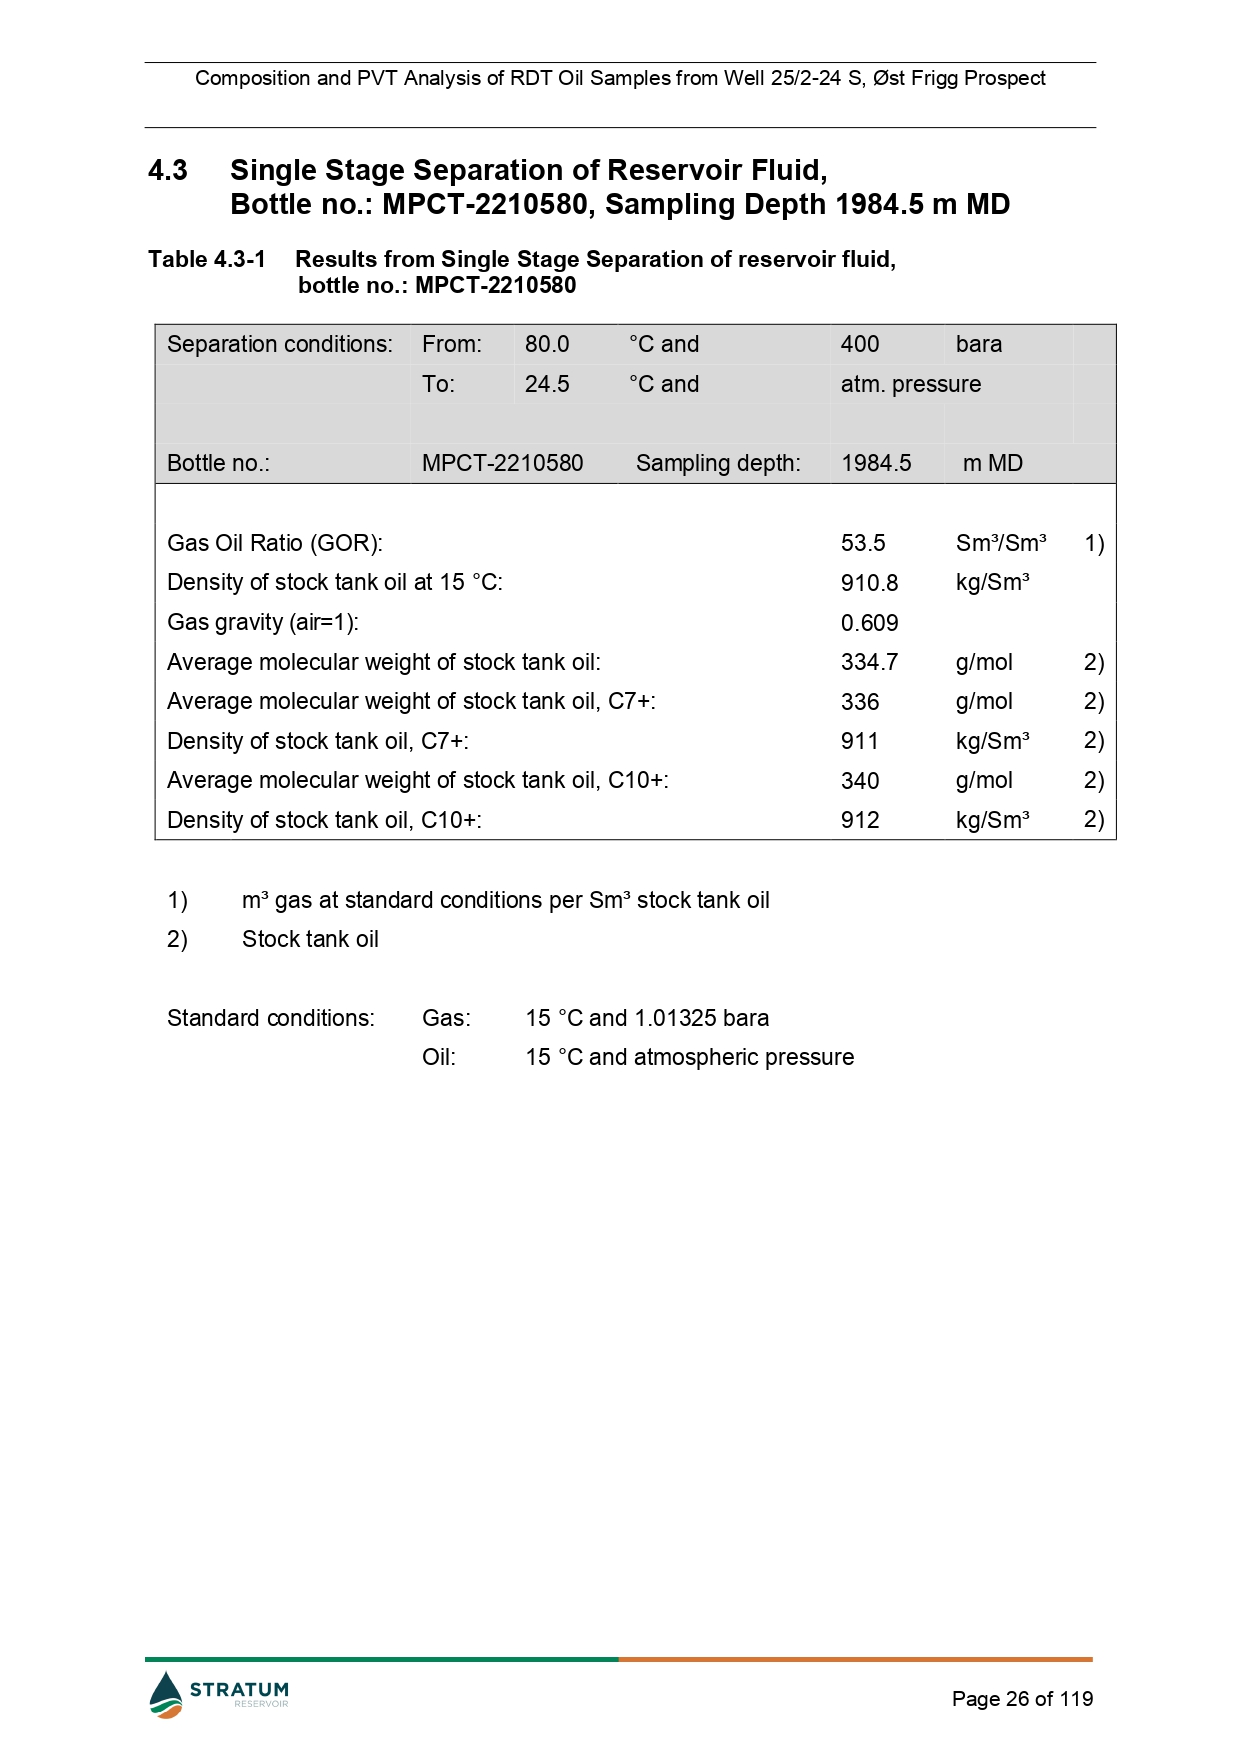 Composition and PVT Analysis of RDT Oil Samples from Well 25/2-24 S, Øst Frigg Prospect
4.3 Single Stage Separation of Reservoir Fluid,
Bottle no.: MPCT-2210580, Sampling Depth 1984.5 m MD
Table 4.3-1 Results from Single Stage Separation of reservoir fluid,
bottle no.: MPCT-2210580
Separation conditions: From: 80.0 °C and 400 bara
To: 24.5 °C and atm. pressure
Bottle no.: MPCT-2210580 Sampling depth: 1984.5 m MD
Gas Oil Ratio (GOR): 53.5 Sm³/Sm³ 1)
Density of stock tank oil at 15 °C: 910.8 kg/Sm³
Gas gravity (air=1): 0.609
Average molecular weight of stock tank oil: 334.7 g/mol 2)
Average molecular weight of stock tank oil, C7+: 336 g/mol 2)
Density of stock tank oil, C7+: 911 kg/Sm³ 2)
Average molecular weight of stock tank oil, C10+: 340 g/mol 2)
Density of stock tank oil, C10+: 912 kg/Sm³ 2)
1) m³ gas at standard conditions per Sm³ stock tank oil
2) Stock tank oil
Standard conditions: Gas: 15 °C and 1.01325 bara
Oil: 15 °C and atmospheric pressure
STRATUM
RESERVOIR
Page 26 of 119